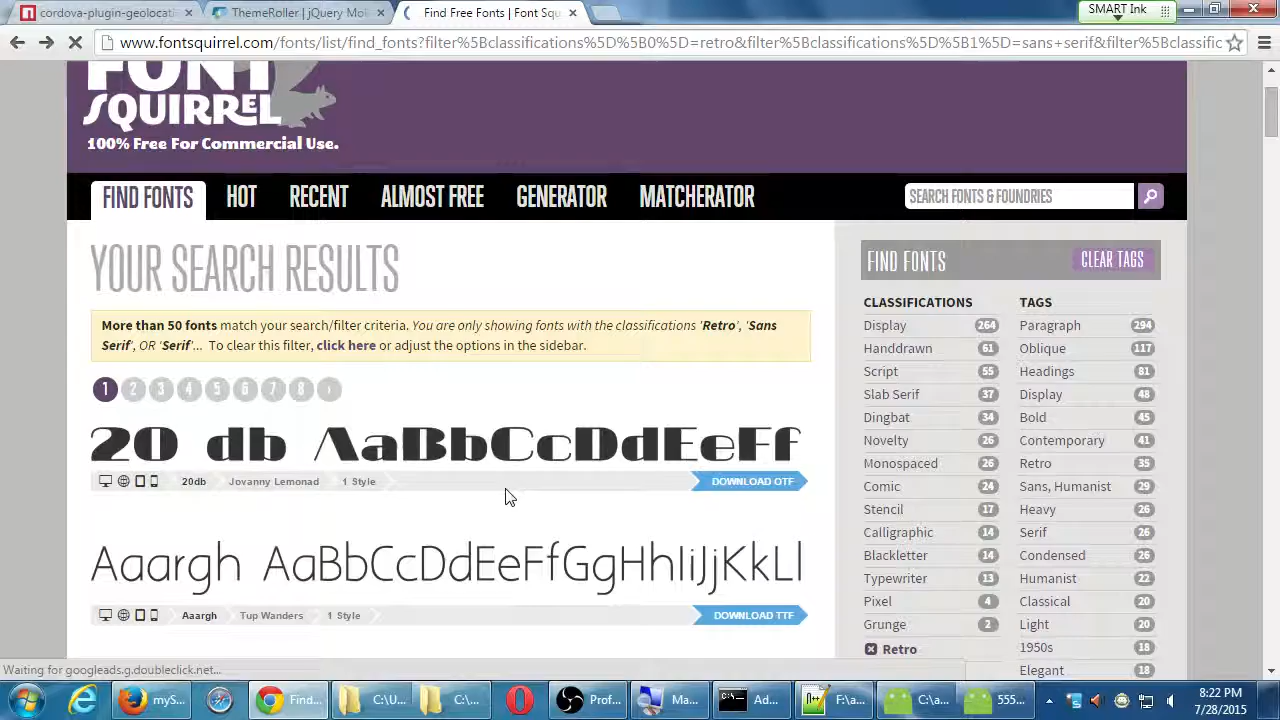 cordova-plugin-geolocati
ThemeRoller | jQuery Mob
Find Free Fonts | Font Squ
SMART Ink
www.fontsquirrel.com/fonts/list/find_fonts?filter%5Bclassifications%5D%5B0%5D=retro&filter%5Bclassifications%5D%5B1%5D=sans+serif&filter%5Bclassific
FONT
SQUIRREL
100% Free For Commercial Use.
FIND FONTS
HOT
RECENT
ALMOST FREE
GENERATOR
MATCHERATOR
SEARCH FONTS & FOUNDRIES
YOUR SEARCH RESULTS
More than 50 fonts match your search/filter criteria. You are only showing fonts with the classifications 'Retro', 'Sans
Serif', OR 'Serif'... To clear this filter, click here or adjust the options in the sidebar.
1 2 3 4 5 6 7 8 ›
20 db AaBbCcDdEeFf
20db Jovanny Lemonad 1 Style DOWNLOAD OTF
Aaargh AaBbCcDdEeFfGgHhIiJjKkLl
Aaargh Tup Wanders 1 Style DOWNLOAD TTF
FIND FONTS CLEAR TAGS
CLASSIFICATIONS
Display 264
Handdrawn 61
Script 55
Slab Serif 37
Dingbat 34
Novelty 26
Monospaced 26
Comic 24
Stencil 17
Calligraphic 14
Blackletter 14
Typewriter 13
Pixel 4
Grunge 2
Retro
TAGS
Paragraph 294
Oblique 117
Headings 81
Display 48
Bold 45
Contemporary 41
Retro 35
Sans, Humanist 29
Heavy 26
Serif 26
Condensed 26
Humanist 22
Classical 20
Light 20
1950s 18
Elegant 18
Waiting for googleads.g.doubleclick.net...
myS...
Find...
C:\U...
C:\...
Prof...
Ma...
Ad...
F:\a...
C:\a...
555...
8:22 PM
7/28/2015